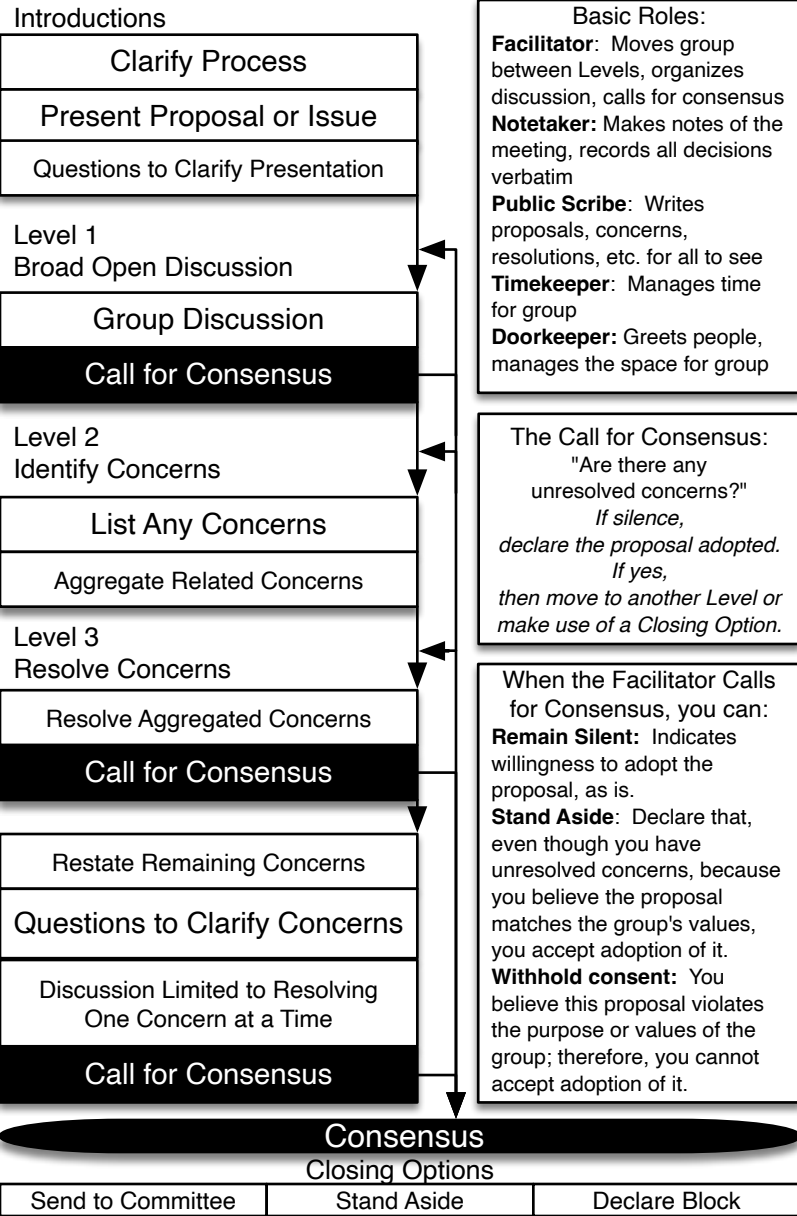 Introductions
Clarify Process
Present Proposal or Issue
Questions to Clarify Presentation
Level 1
Broad Open Discussion
Group Discussion
Call for Consensus
Level 2
Identify Concerns
List Any Concerns
Aggregate Related Concerns
Level 3
Resolve Concerns
Resolve Aggregated Concerns
Call for Consensus
Restate Remaining Concerns
Questions to Clarify Concerns
Discussion Limited to Resolving
One Concern at a Time
Call for Consensus
Basic Roles:
Facilitator: Moves group
between Levels, organizes
discussion, calls for consensus
Notetaker: Makes notes of the
meeting, records all decisions
verbatim
Public Scribe: Writes
proposals, concerns,
resolutions, etc. for all to see
Timekeeper: Manages time
for group
Doorkeeper: Greets people,
manages the space for group
The Call for Consensus:
"Are there any
unresolved concerns?"
If silence,
declare the proposal adopted.
If yes,
then move to another Level or
make use of a Closing Option.
When the Facilitator Calls
for Consensus, you can:
Remain Silent: Indicates
willingness to adopt the
proposal, as is.
Stand Aside: Declare that,
even though you have
unresolved concerns, because
you believe the proposal
matches the group's values,
you accept adoption of it.
Withhold consent: You
believe this proposal violates
the purpose or values of the
group; therefore, you cannot
accept adoption of it.
Consensus
Closing Options
Send to Committee
Stand Aside
Declare Block